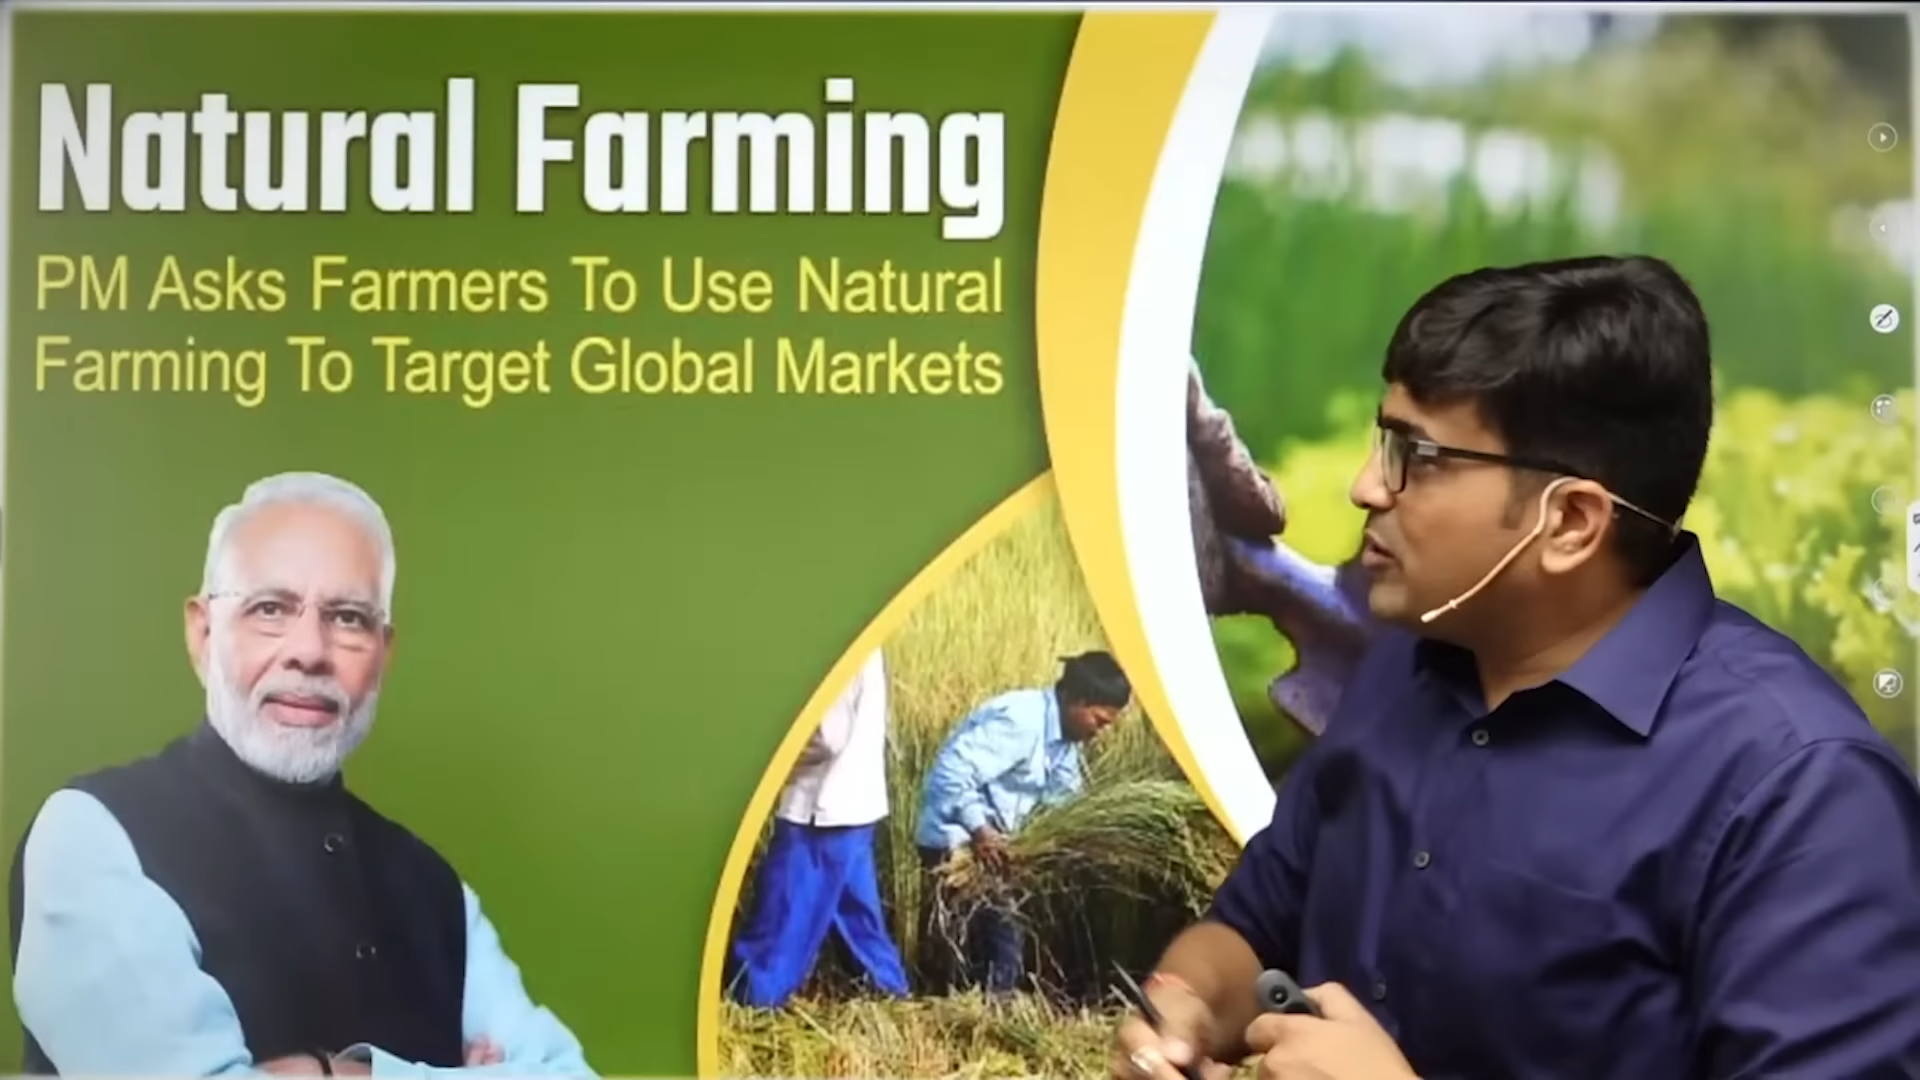 Natural Farming
PM Asks Farmers To Use Natural
Farming To Target Global Markets